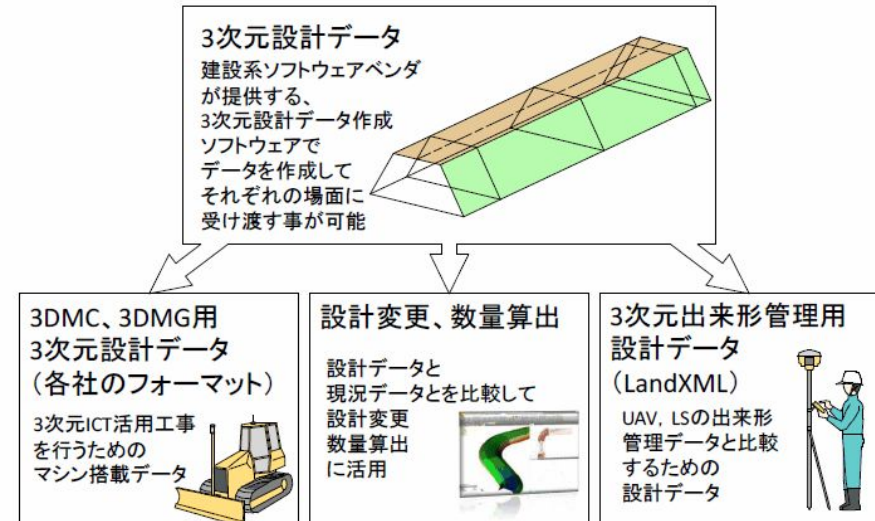 3次元設計データ
建設系ソフトウェアベンダ
が提供する、
3次元設計データ作成
ソフトウェアで
データを作成して
それぞれの場面に
受け渡す事が可能
3DMC、3DMG用
3次元設計データ
(各社のフォーマット)
3次元ICT活用工事
を行うための
マシン搭載データ
設計変更、数量算出
設計データと
現況データとを比較して
設計変更
数量算出
に活用
3次元出来形管理用
設計データ
(LandXML)
UAV, LSの出来形
管理データと比較
するための
設計データ